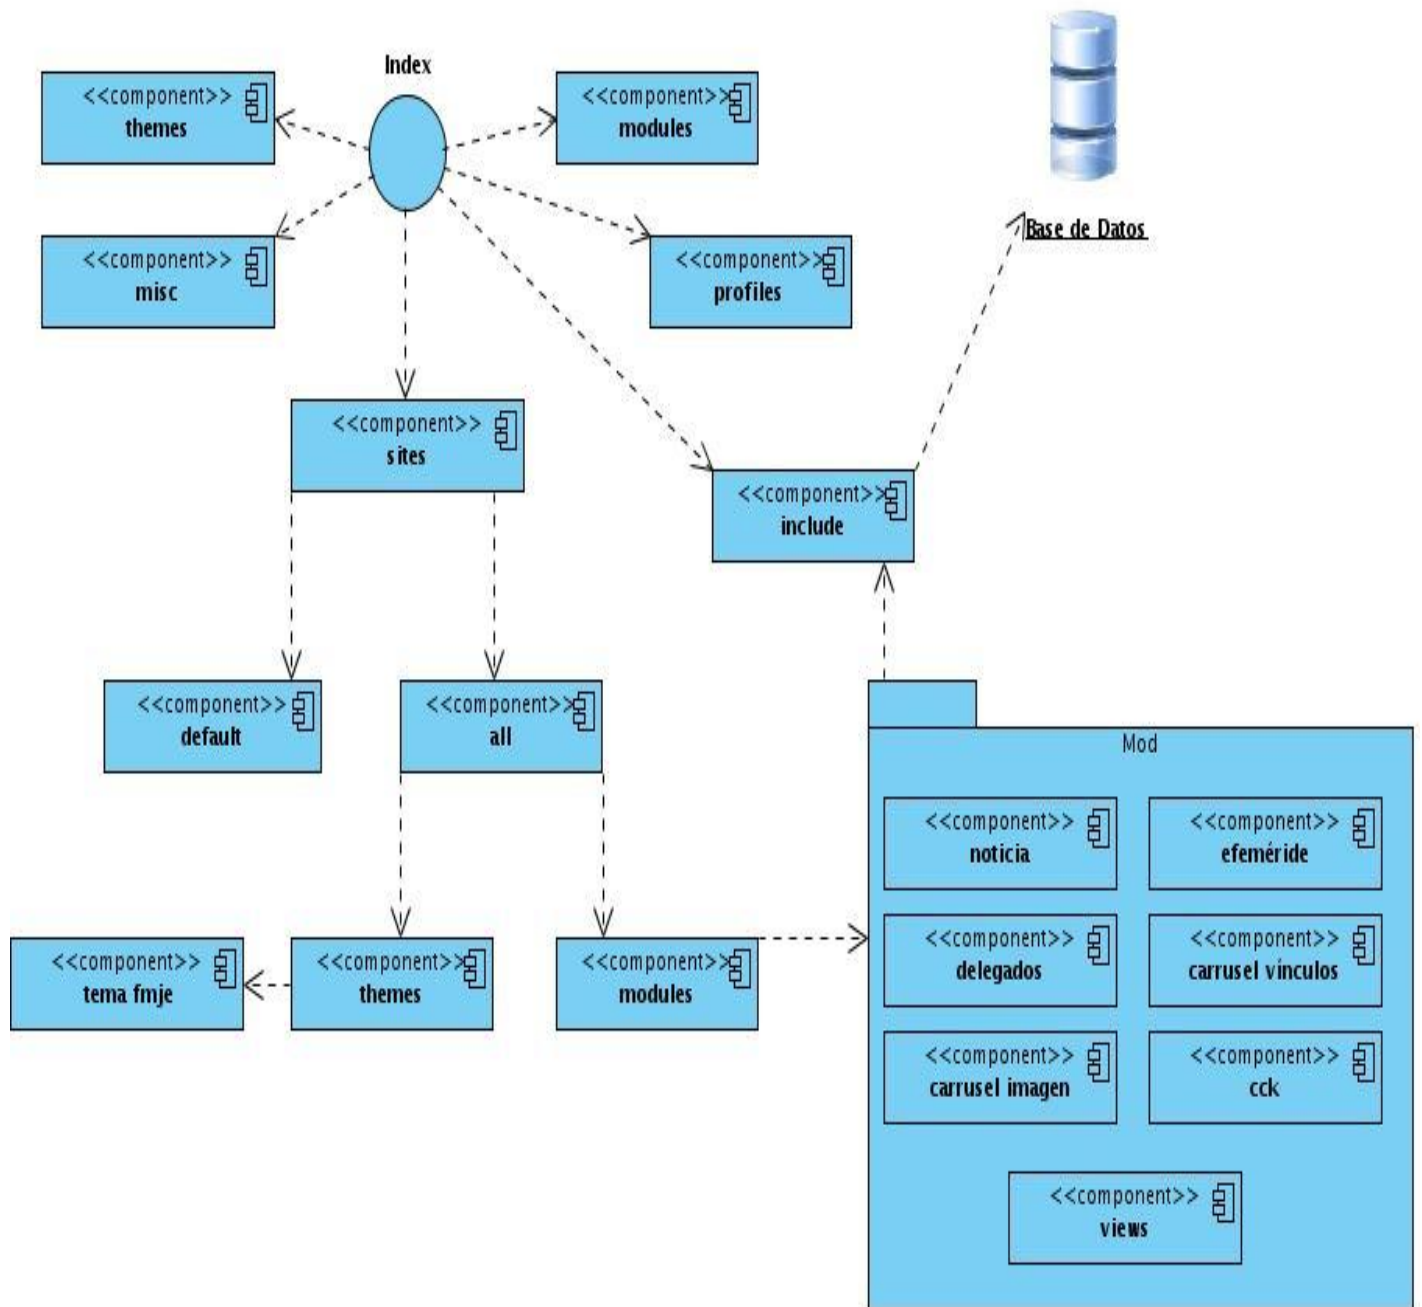 Index
<<component>>
themes
<<component>>
modules
Base de Datos
<<component>>
misc
<<component>>
profiles
<<component>>
sites
<<component>>
include
<<component>>
default
<<component>>
all
Mod
<<component>>
noticia
<<component>>
efeméride
<<component>>
tema fmje
<<component>>
themes
<<component>>
modules
<<component>>
delegados
<<component>>
carrusel vínculos
<<component>>
carrusel imagen
<<component>>
cck
<<component>>
views